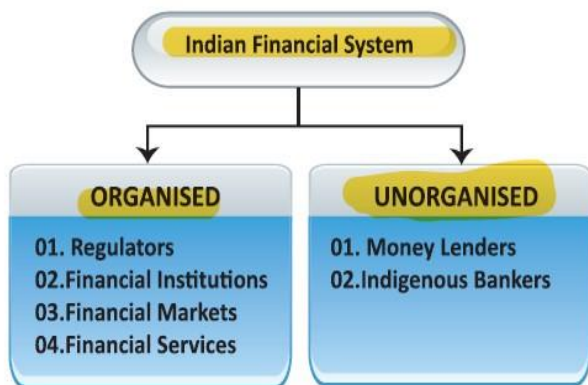 Indian Financial System
ORGANISED
01. Regulators
02.Financial Institutions
03.Financial Markets
04.Financial Services
UNORGANISED
01. Money Lenders
02.Indigenous Bankers